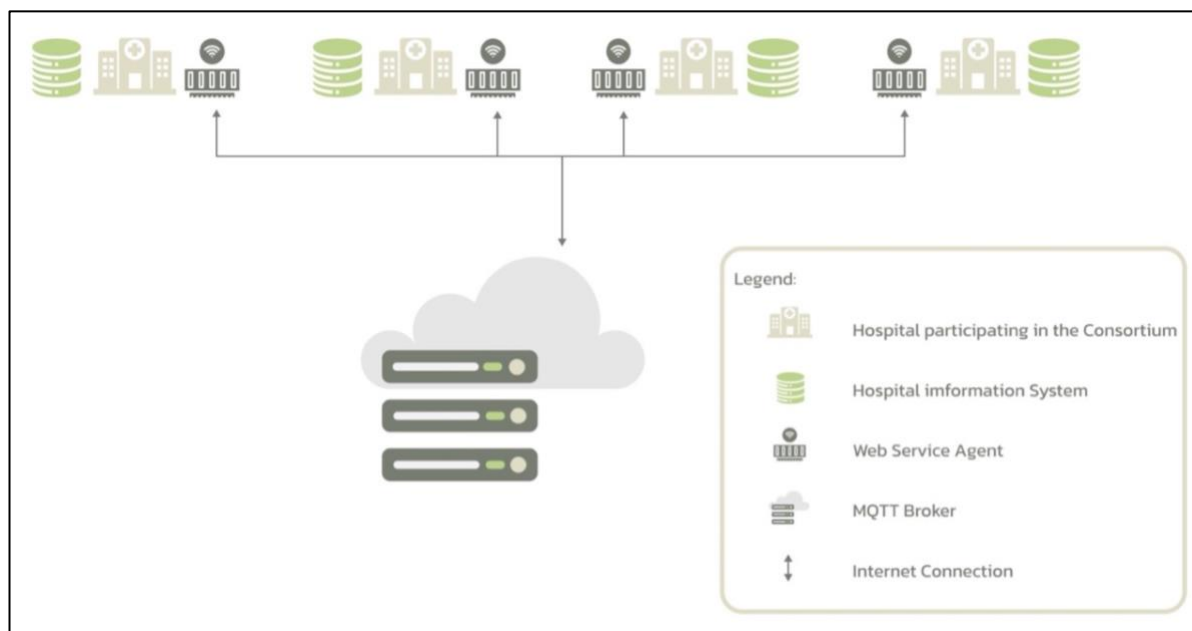 Legend:
Hospital participating in the Consortium
Hospital imformation System
Web Service Agent
MQTT Broker
Internet Connection